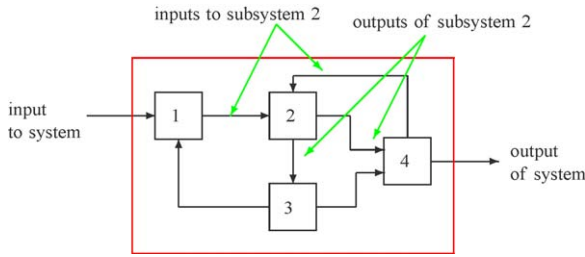 inputs to subsystem 2
outputs of subsystem 2
input
to system
1
2
3
4
output
of system